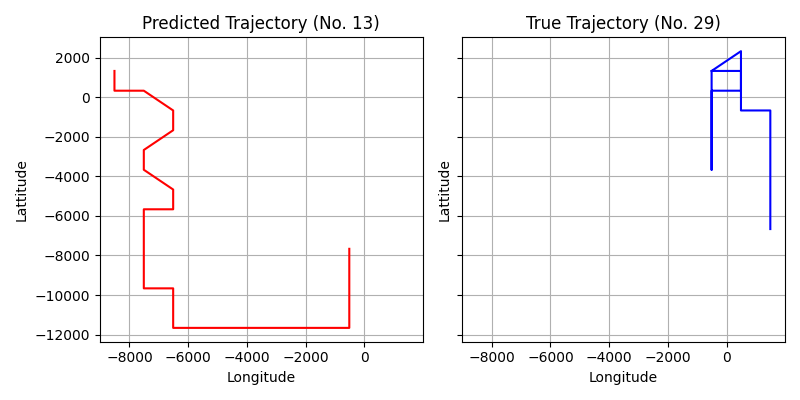 Predicted Trajectory (No. 13)
True Trajectory (No. 29)
Lattitude
2000
0
−2000
−4000
−6000
−8000
−10000
−12000
−8000 −6000 −4000 −2000 0
Longitude
Lattitude
−8000 −6000 −4000 −2000 0
Longitude